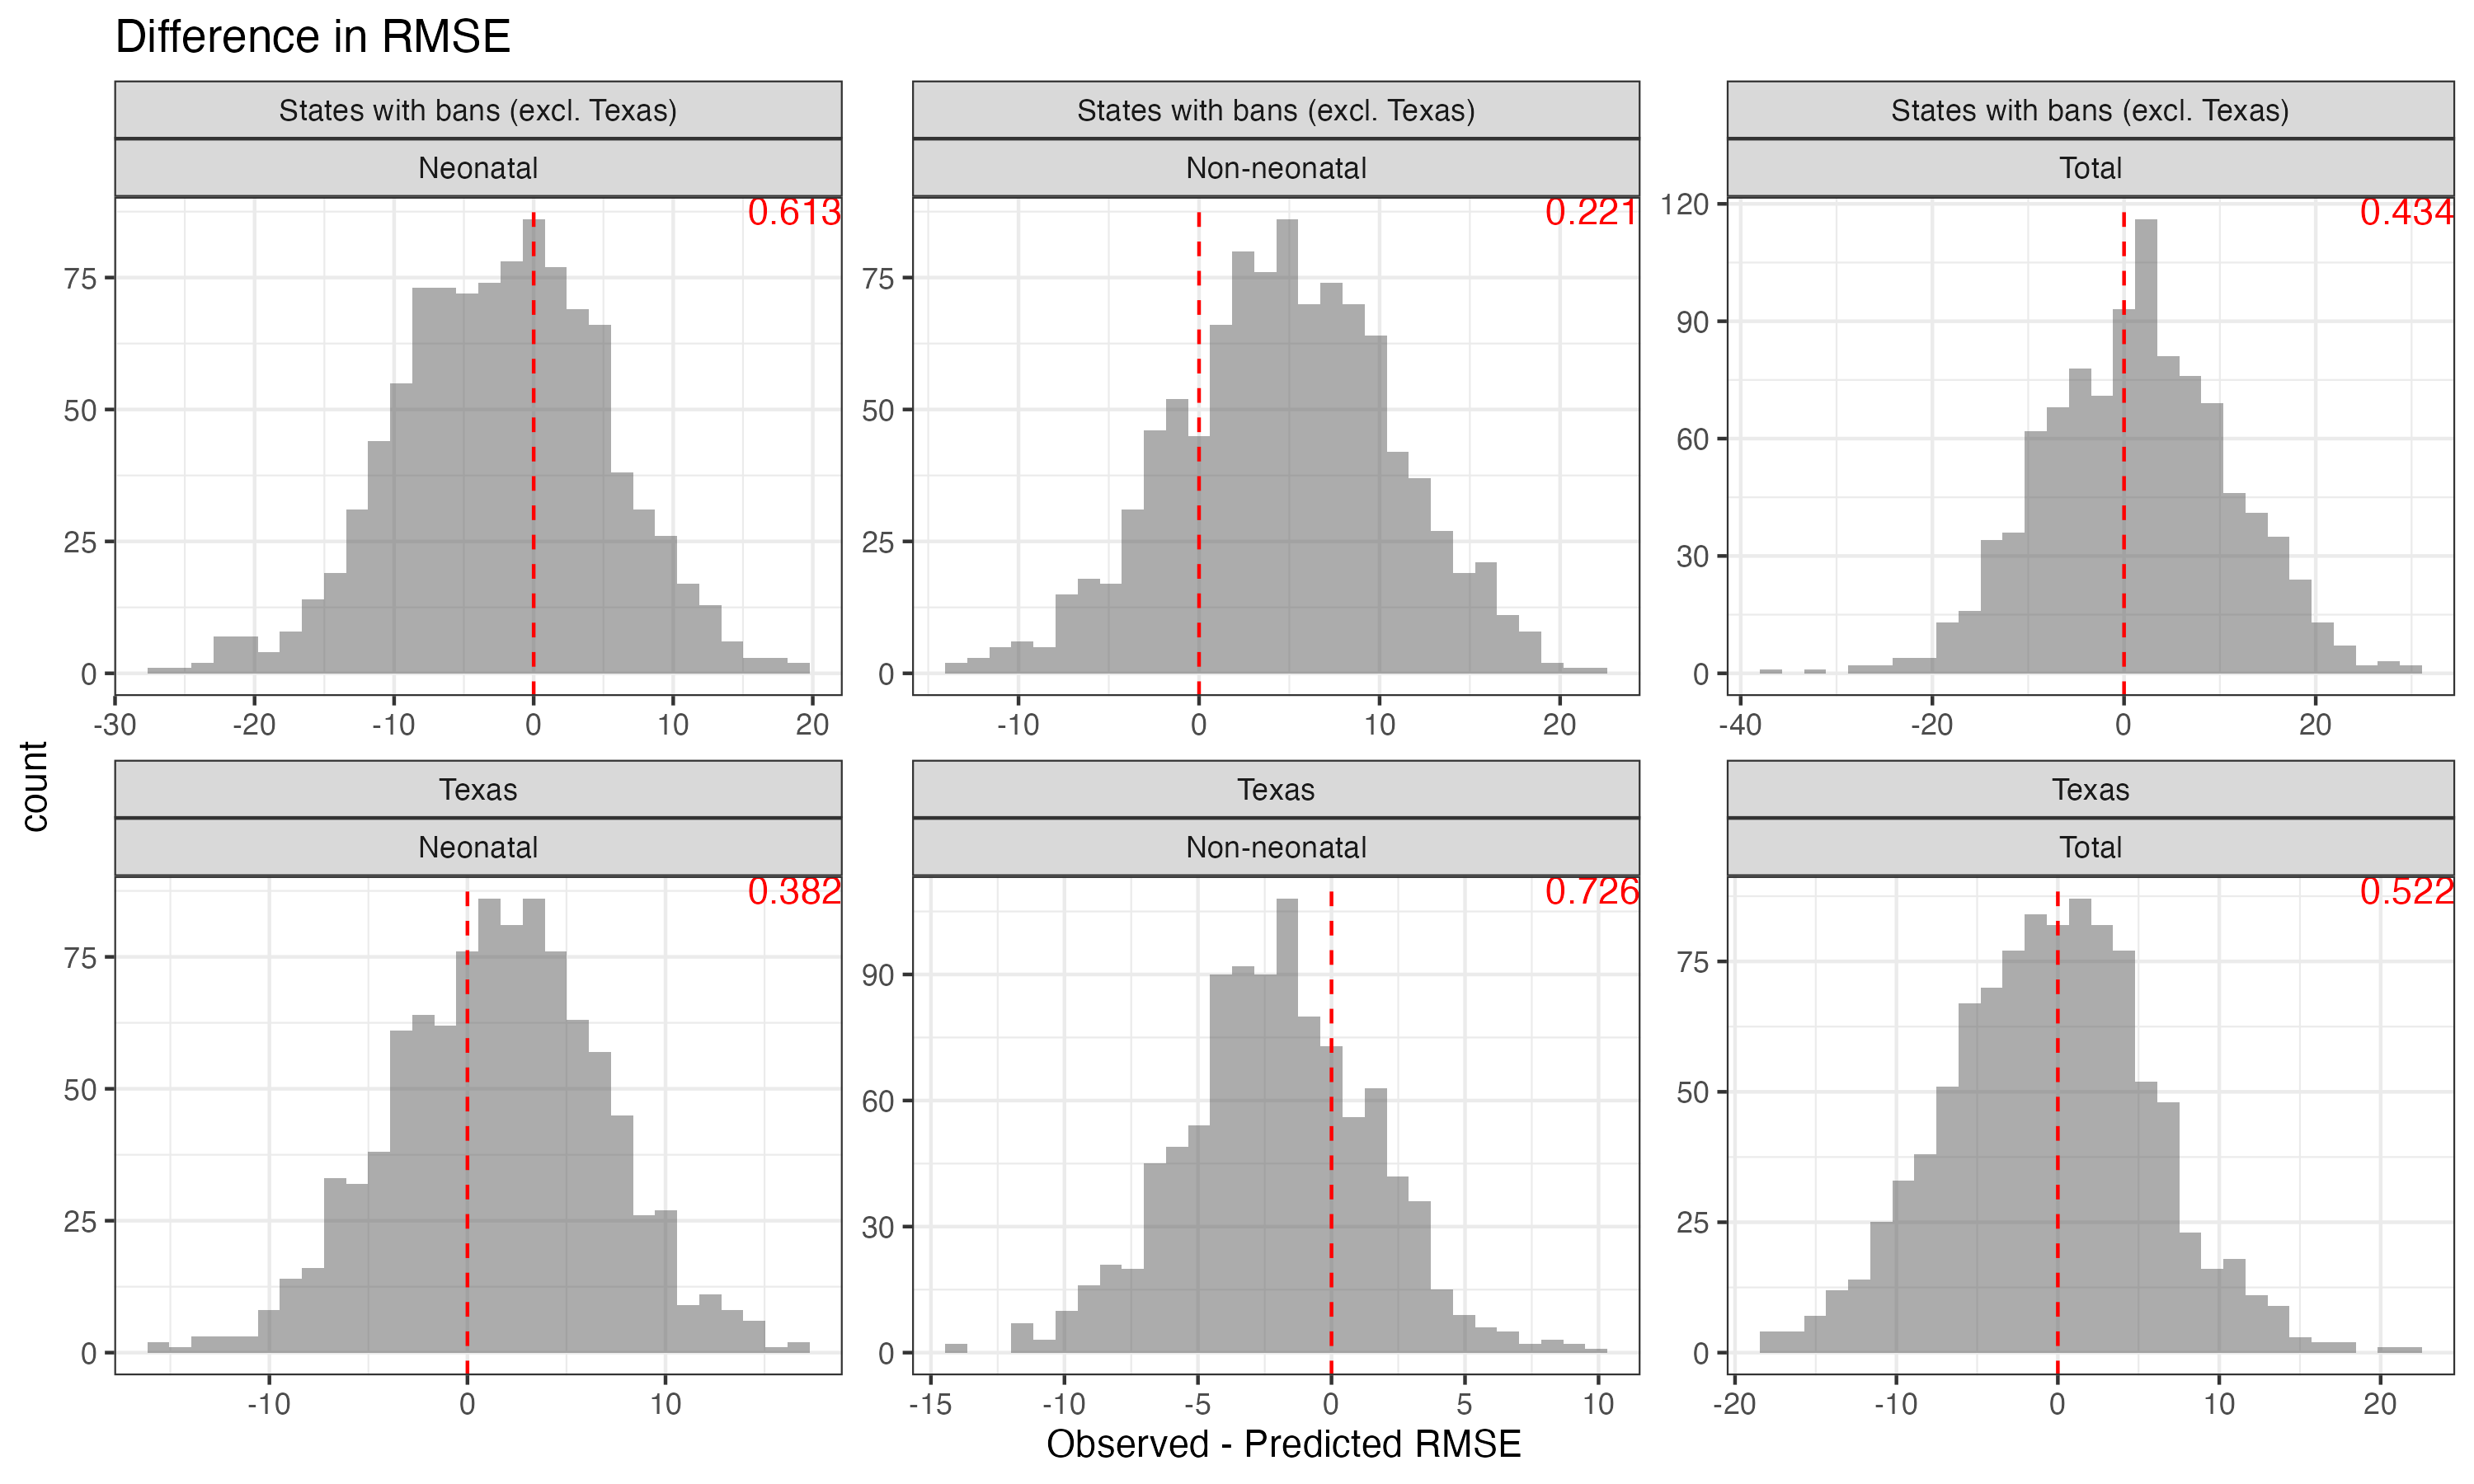 Difference in RMSE
States with bans (excl. Texas)
Neonatal
0.613
75
50
25
0
-30 -20 -10 0 10 20
States with bans (excl. Texas)
Non-neonatal
0.221
75
50
25
0
-10 0 10 20
States with bans (excl. Texas)
Total
0.434
120
90
60
30
0
-40 -20 0 20
count
Texas
Neonatal
0.382
75
50
25
0
-10 0 10
Texas
Non-neonatal
0.726
90
60
30
0
-15 -10 -5 0 5 10
Texas
Total
0.522
75
50
25
0
-20 -10 0 10 20
Observed - Predicted RMSE